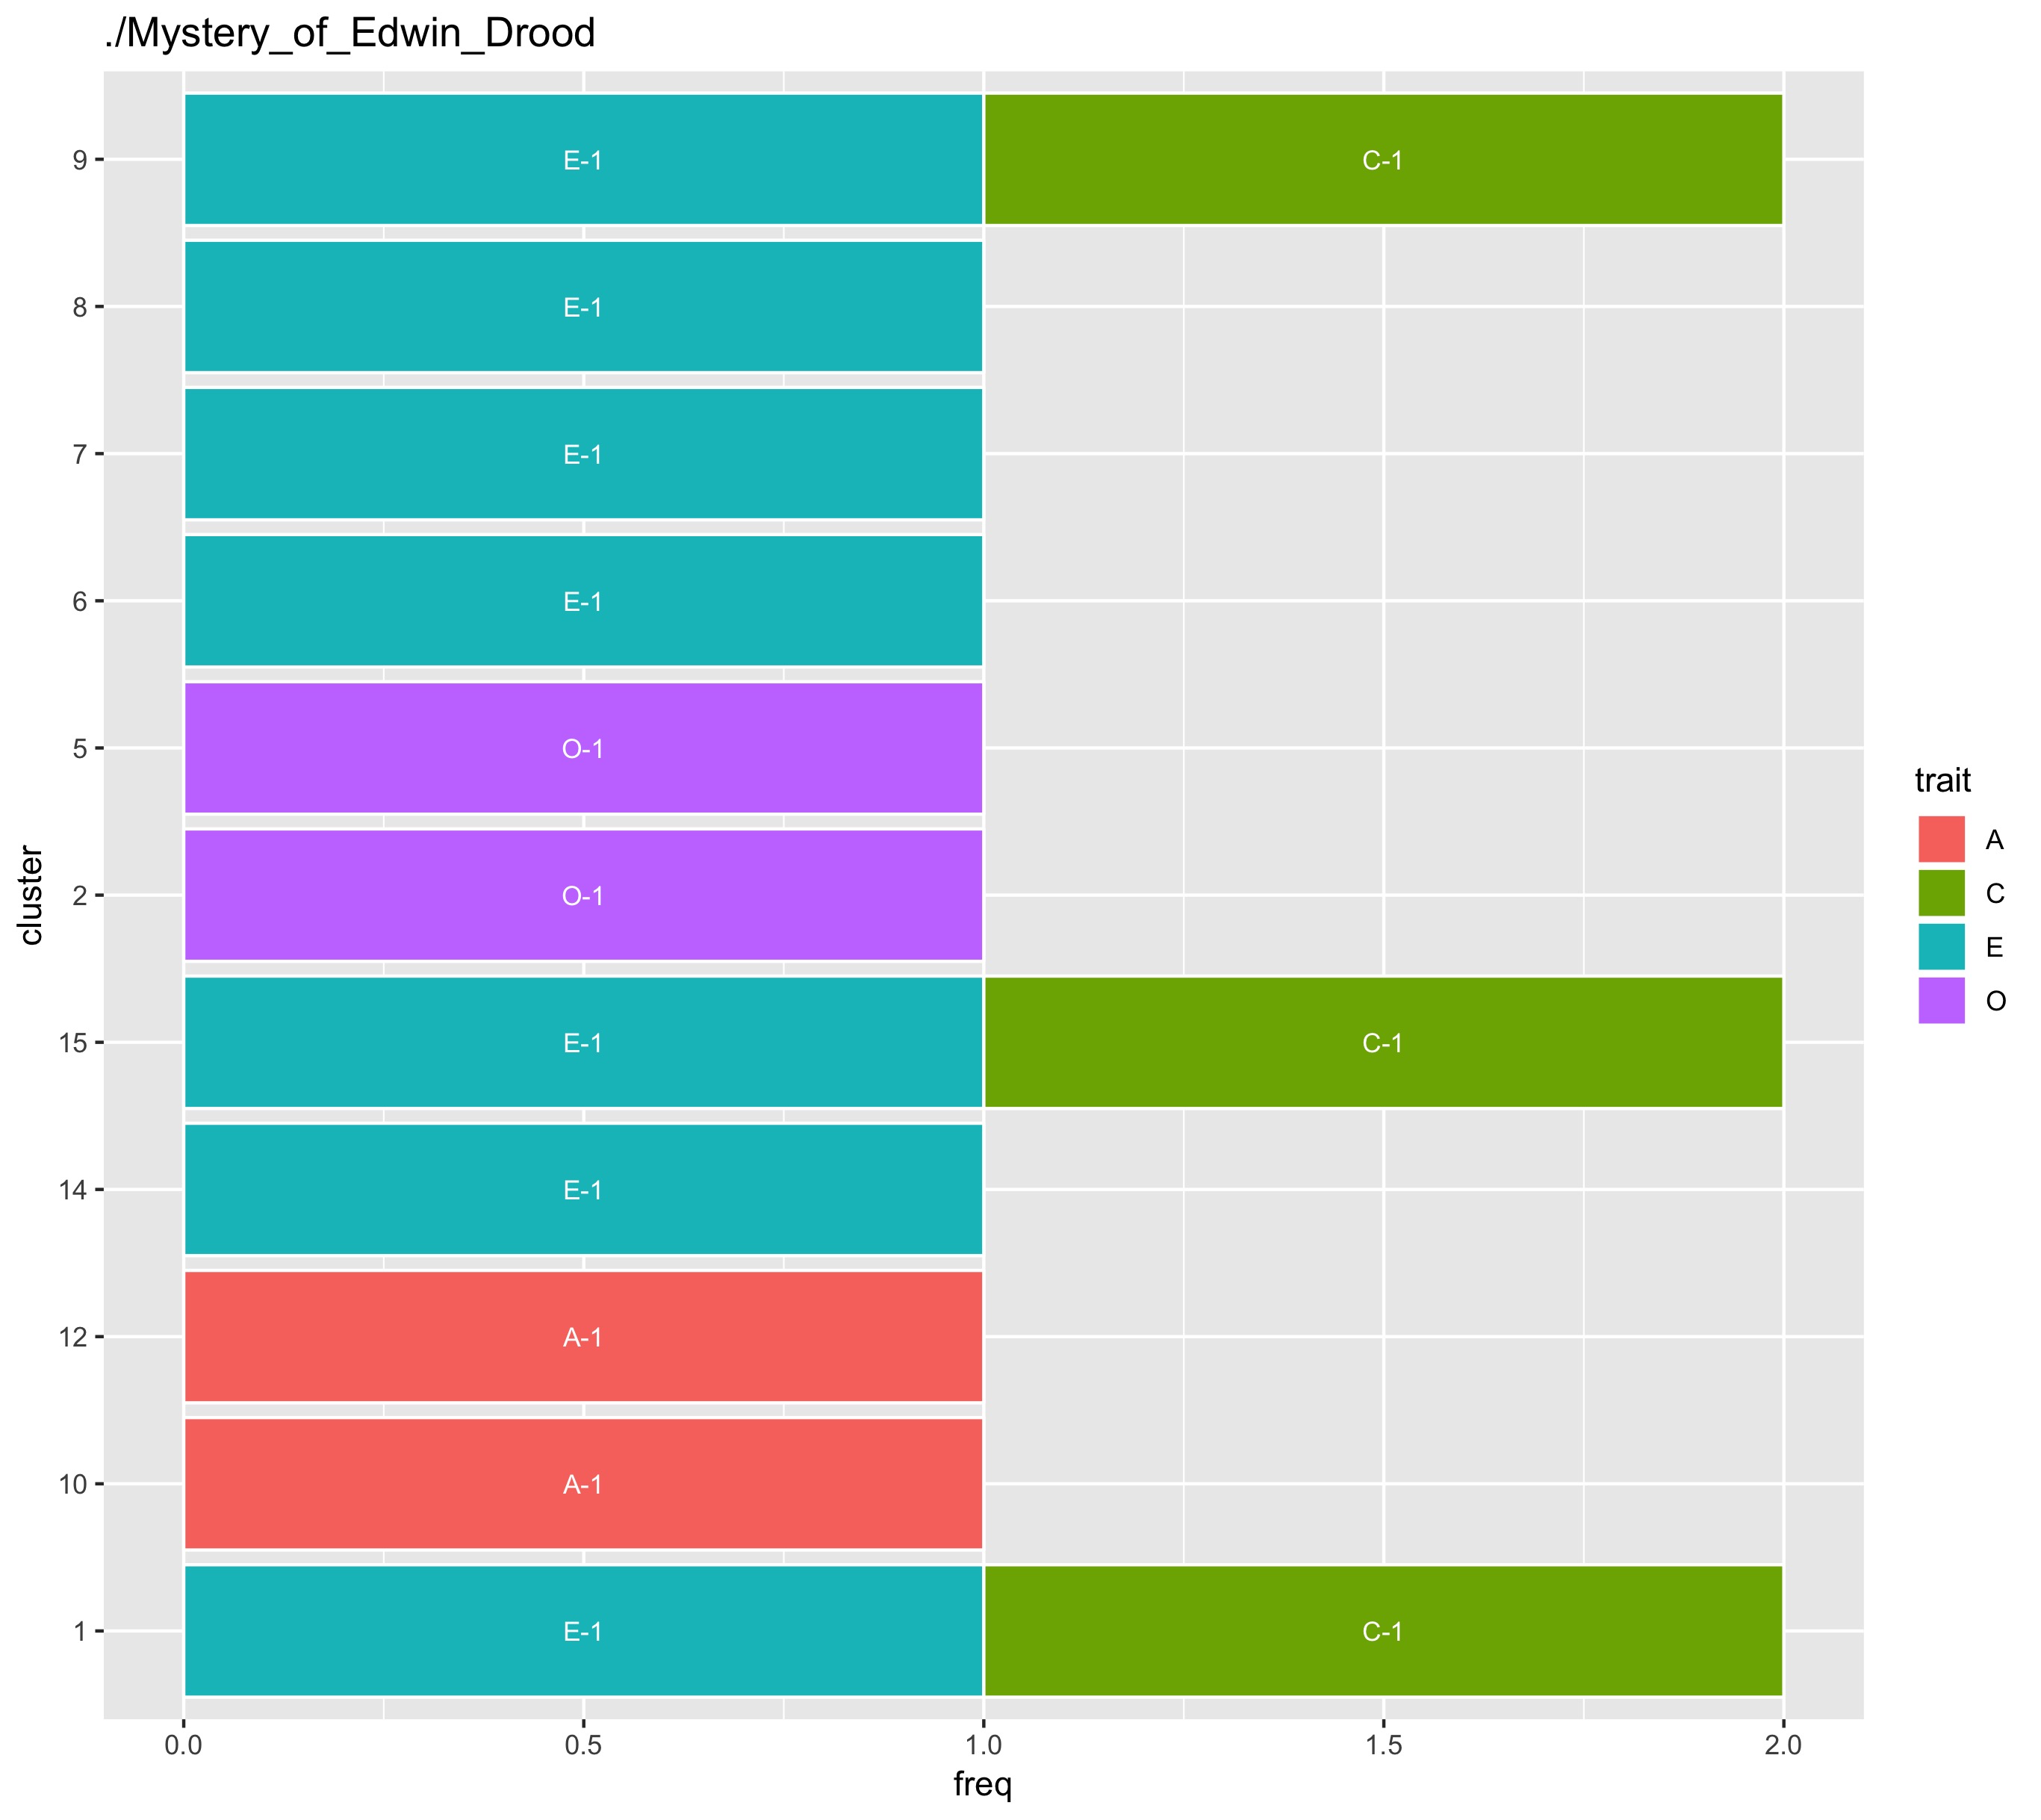 ./Mystery_of_Edwin_Drood
9 E-1 C-1
8 E-1
7 E-1
6 E-1
5 O-1
2 O-1
15 E-1 C-1
14 E-1
12 A-1
10 A-1
1 E-1 C-1
0.0 0.5 1.0 1.5 2.0
freq
cluster
trait
A
C
E
O